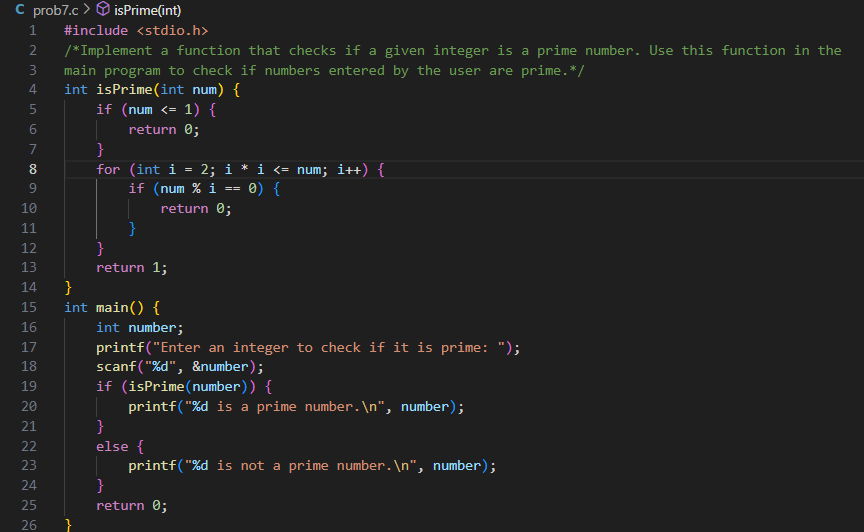 C prob7.c > isPrime(int)
1 #include <stdio.h>
2 /*Implement a function that checks if a given integer is a prime number. Use this function in the
3 main program to check if numbers entered by the user are prime.*/
4 int isPrime(int num) {
5     if (num <= 1) {
6         return 0;
7     }
8     for (int i = 2; i * i <= num; i++) {
9         if (num % i == 0) {
10             return 0;
11         }
12     }
13     return 1;
14 }
15 int main() {
16     int number;
17     printf("Enter an integer to check if it is prime: ");
18     scanf("%d", &number);
19     if (isPrime(number)) {
20         printf("%d is a prime number.\n", number);
21     }
22     else {
23         printf("%d is not a prime number.\n", number);
24     }
25     return 0;
26 }